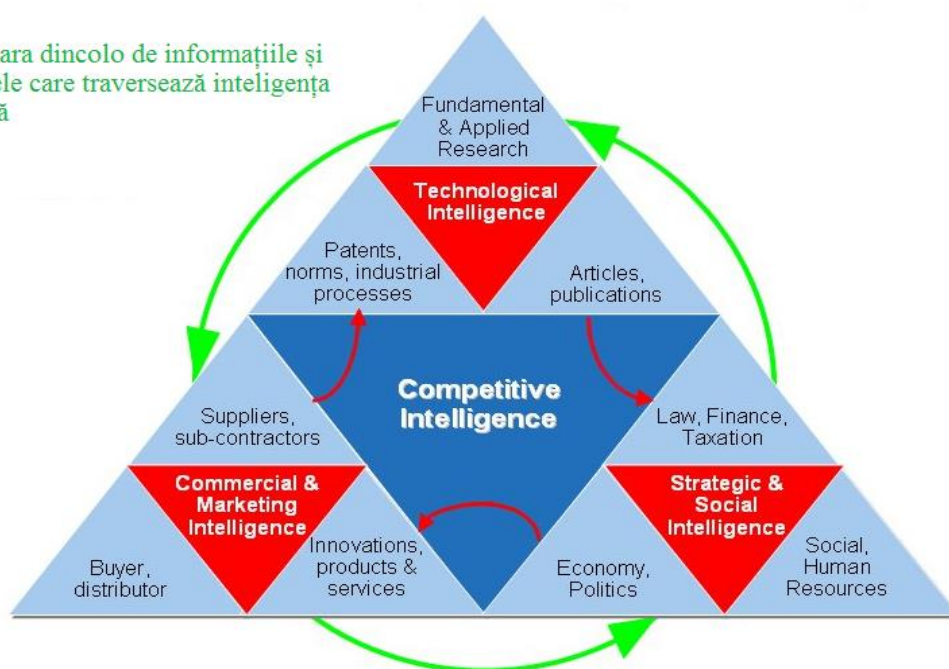 ara dincolo de informațiile și
ele care traversează inteligența
ă
Fundamental
& Applied
Research
Technological
Intelligence
Patents,
norms, industrial
processes
Articles,
publications
Competitive
Intelligence
Suppliers,
sub-contractors
Law, Finance,
Taxation
Commercial &
Marketing
Intelligence
Strategic &
Social
Intelligence
Buyer,
distributor
Innovations,
products &
services
Economy,
Politics
Social,
Human
Resources